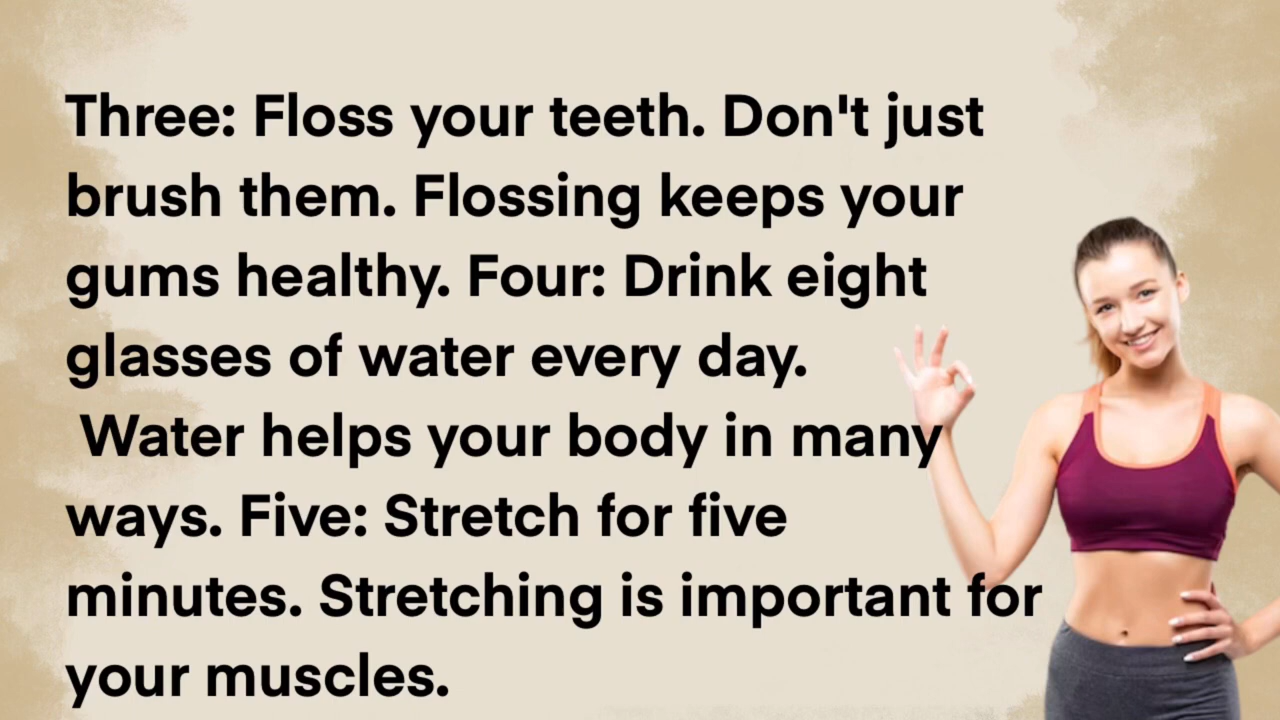 Three: Floss your teeth. Don't just
brush them. Flossing keeps your
gums healthy. Four: Drink eight
glasses of water every day.
Water helps your body in many
ways. Five: Stretch for five
minutes. Stretching is important for
your muscles.